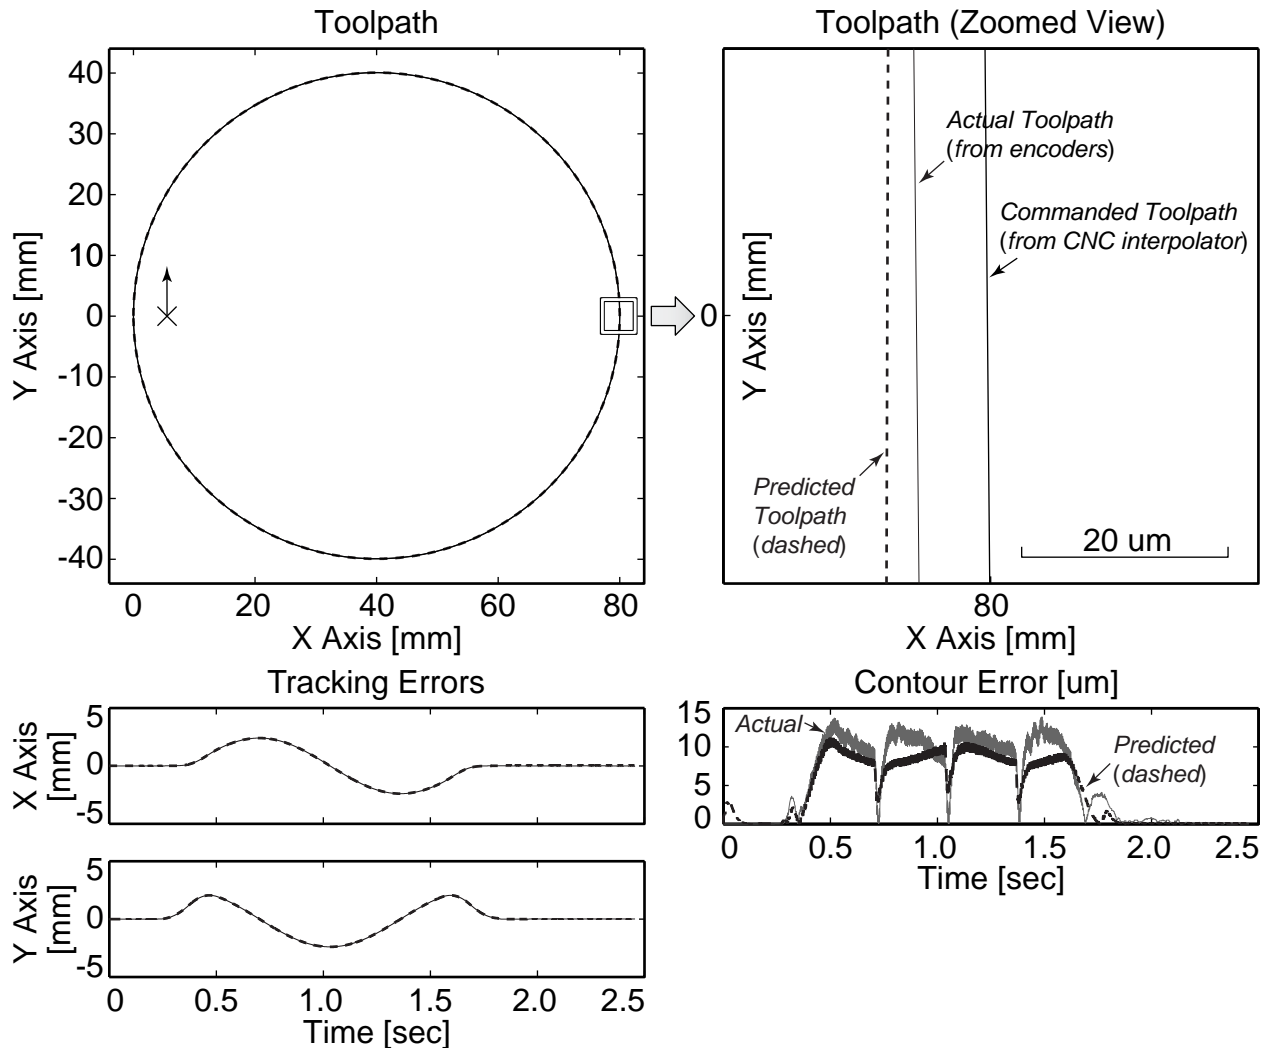 Toolpath
40
30
20
10
0
-10
-20
-30
-40
Y Axis [mm]
0 20 40 60 80
X Axis [mm]
Toolpath (Zoomed View)
Actual Toolpath
(from encoders)
Commanded Toolpath
(from CNC interpolator)
0
Y Axis [mm]
Predicted
Toolpath
(dashed)
20 um
80
X Axis [mm]
Tracking Errors
5
0
-5
X Axis
[mm]
5
0
-5
Y Axis
[mm]
0 0.5 1.0 1.5 2.0 2.5
Time [sec]
Contour Error [um]
15
10
5
0
Actual
Predicted
(dashed)
0 0.5 1.0 1.5 2.0 2.5
Time [sec]